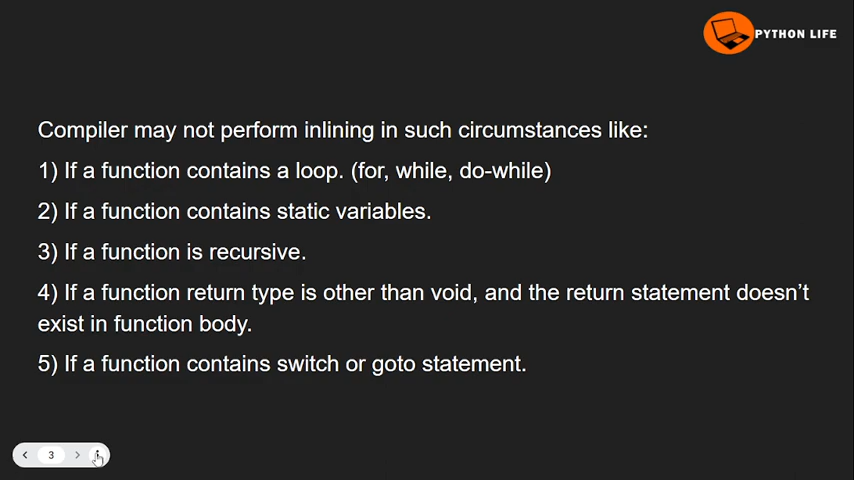 PYTHON LIFE
Compiler may not perform inlining in such circumstances like:
1) If a function contains a loop. (for, while, do-while)
2) If a function contains static variables.
3) If a function is recursive.
4) If a function return type is other than void, and the return statement doesn’t
exist in function body.
5) If a function contains switch or goto statement.
3